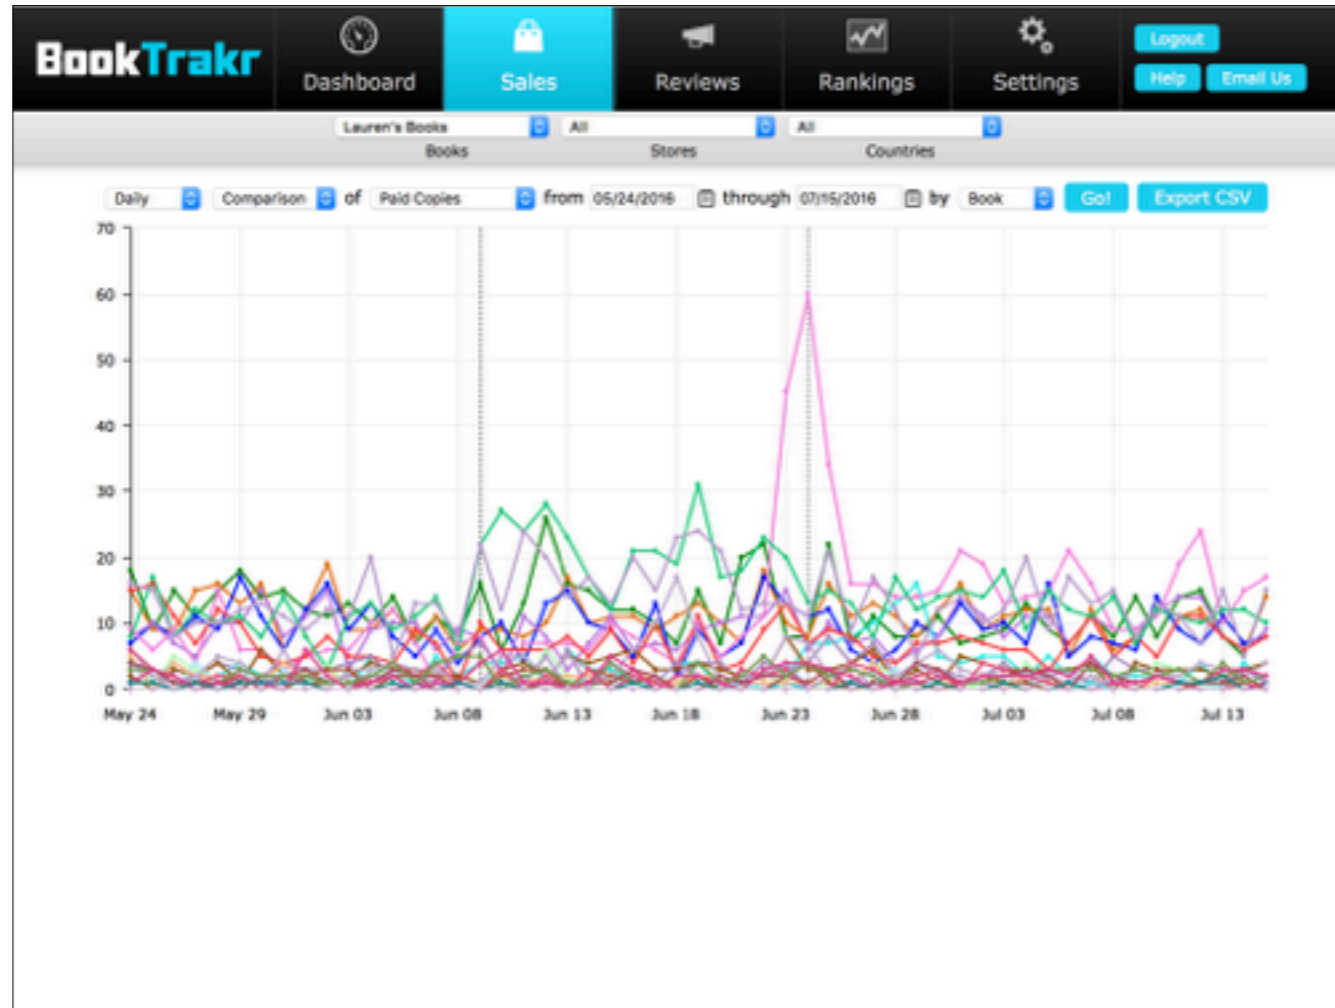 BookTrakr
Dashboard
Sales
Reviews
Rankings
Settings
Logout
Help Email Us
Lauren's Books All All
Books Stores Countries
Daily Comparison of Paid Copies from 05/24/2016 through 07/15/2016 by Book Go! Export CSV
70
60
50
40
30
20
10
0
May 24 May 29 Jun 03 Jun 08 Jun 13 Jun 18 Jun 23 Jun 28 Jul 03 Jul 08 Jul 13